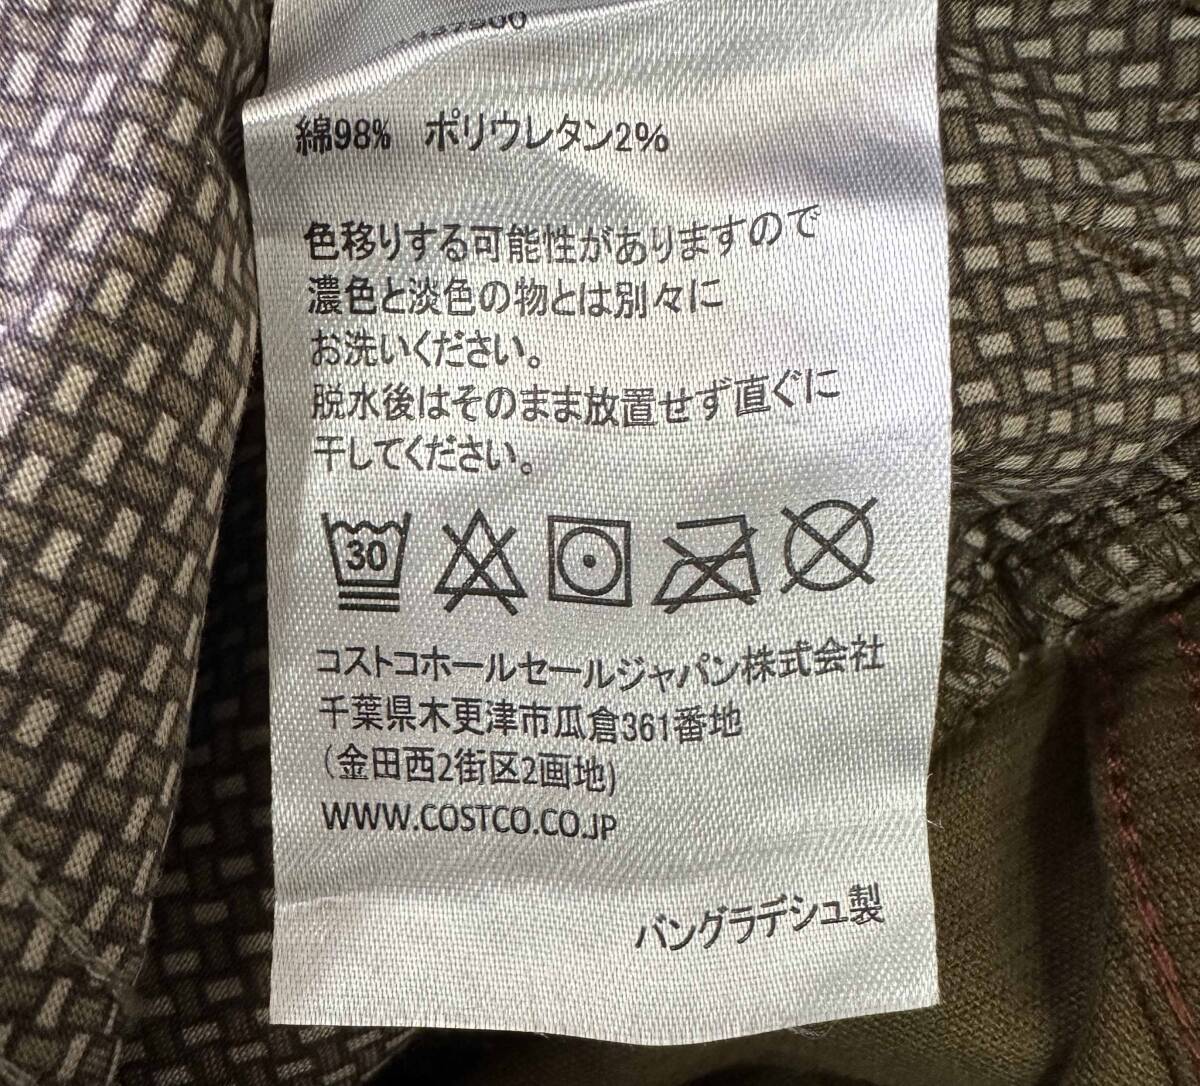 綿98% ポリウレタン2%
色移りする可能性がありますので
濃色と淡色の物とは別々に
お洗いください。
脱水後はそのまま放置せず直ぐに
干してください。
30
コストコホールセールジャパン株式会社
千葉県木更津市瓜倉361番地
(金田西2街区2画地)
WWW.COSTCO.CO.JP
バングラデシュ製